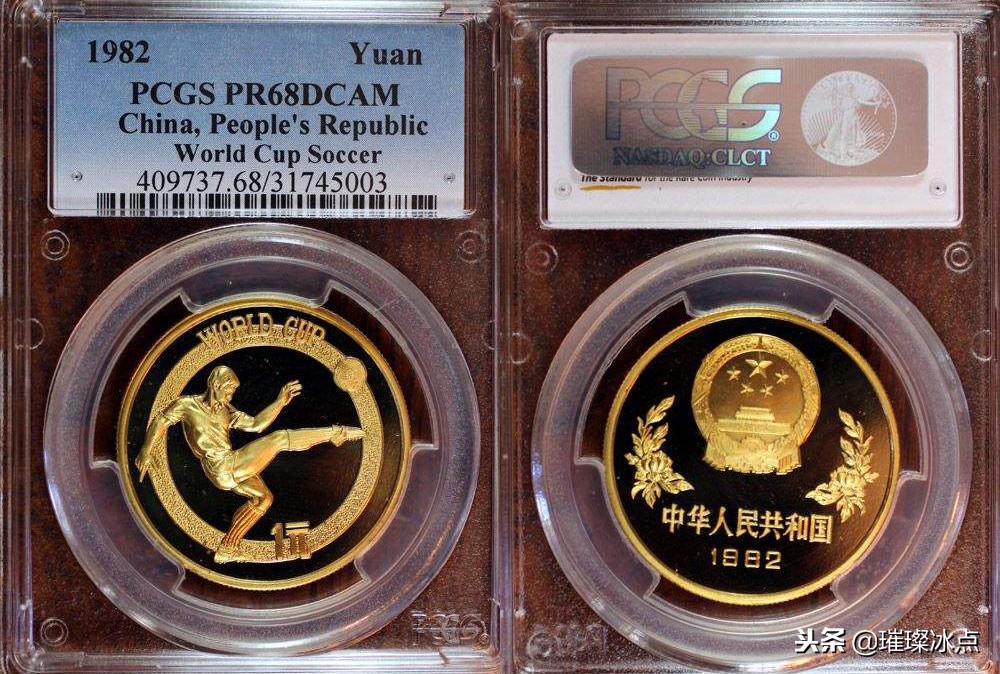 1982 Yuan
PCGS PR68DCAM
China, People's Republic
World Cup Soccer
409737.68/31745003
WORLD CUP
1元
PCGS
PCGS
NASDAQ:CLCT
The Standard for the Rare Coin Industry
中华人民共和国
1982
头条 @璀璨冰点